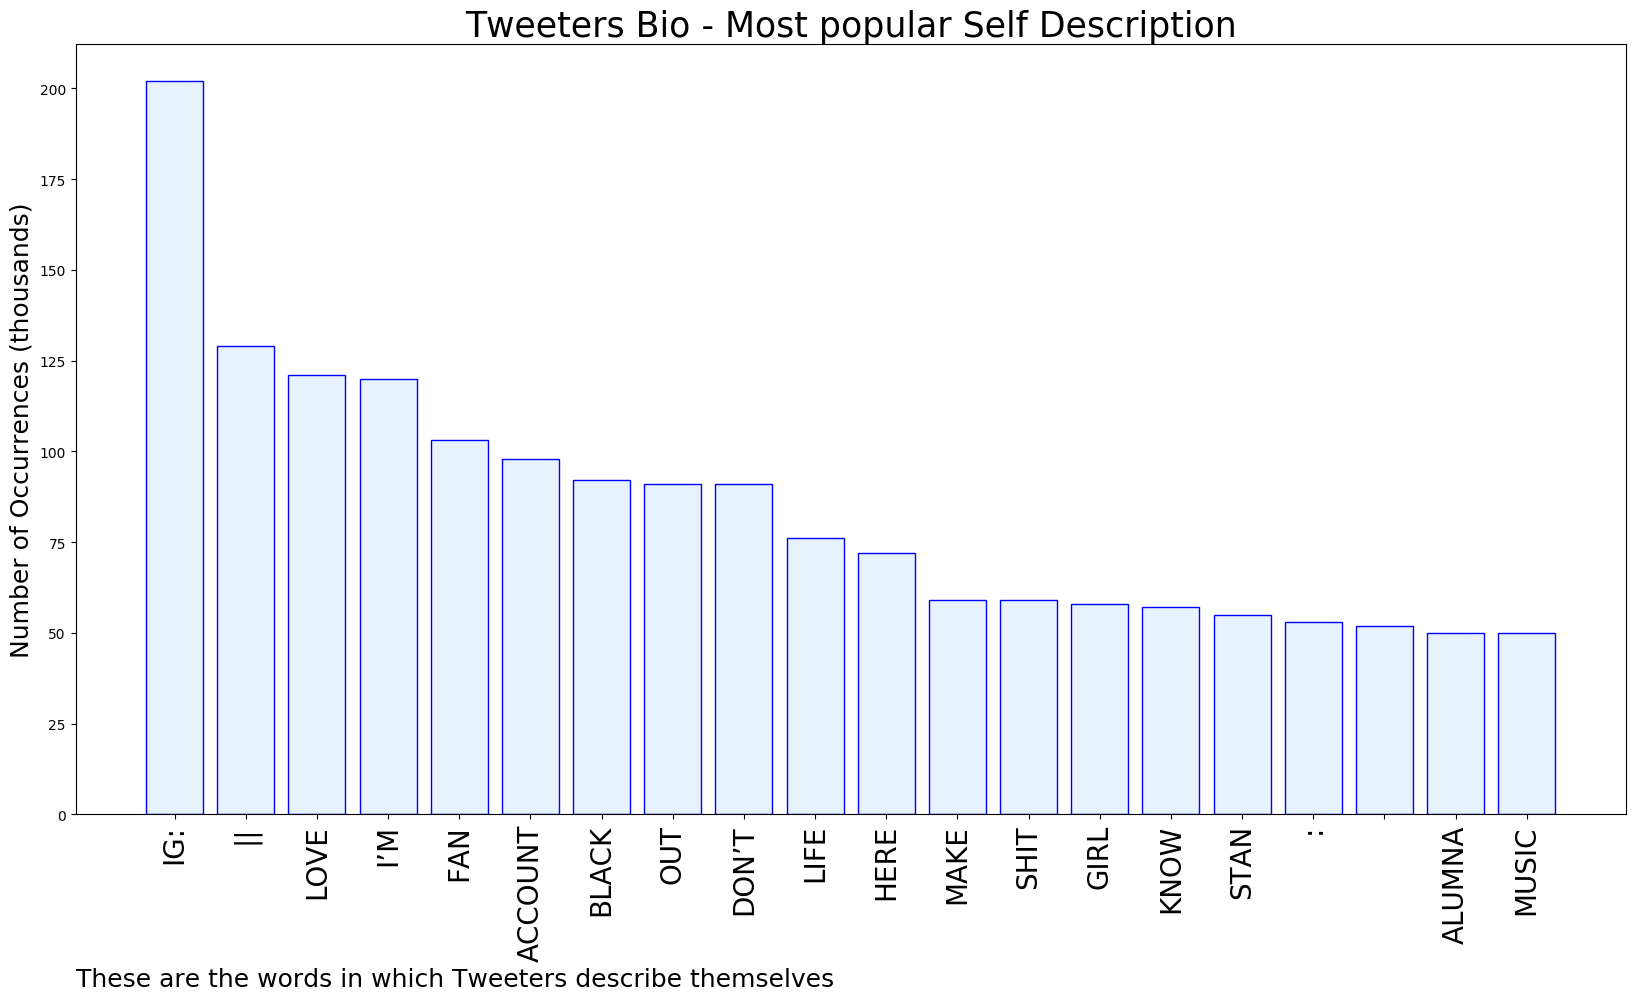 Tweeters Bio - Most popular Self Description
Number of Occurrences (thousands)
200
175
150
125
100
75
50
25
0
IG:
||
LOVE
I’M
FAN
ACCOUNT
BLACK
OUT
DON’T
LIFE
HERE
MAKE
SHIT
GIRL
KNOW
STAN
:
ALUMNA
MUSIC
These are the words in which Tweeters describe themselves